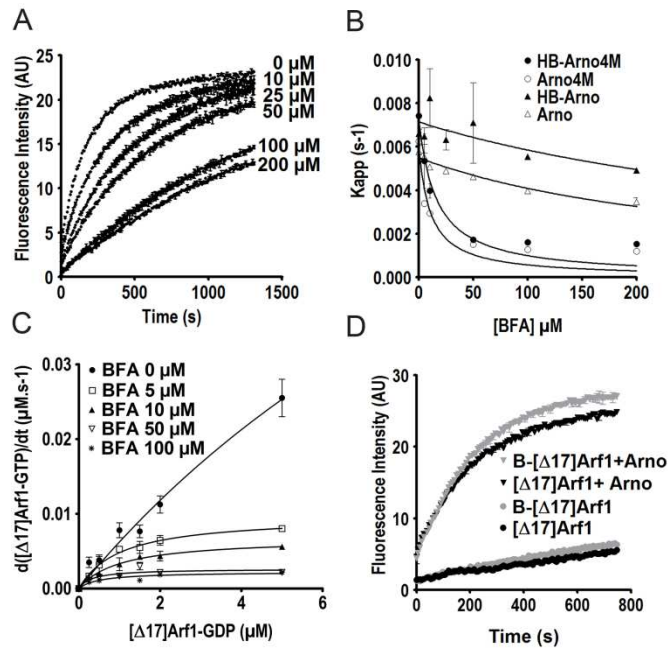 A
Fluorescence Intensity (AU)
25
20
15
10
5
0
0 µM
10 µM
25 µM
50 µM
100 µM
200 µM
0
500
1000
1500
Time (s)
B
Kapp (s-1)
0.010
0.008
0.006
0.004
0.002
0.000
HB-Arno4M
Arno4M
HB-Arno
Arno
0
50
100
150
200
[BFA] µM
C
d([Δ17]Arf1-GTP)/dt (µM.s-1)
0.03
0.02
0.01
0.00
BFA 0 µM
BFA 5 µM
BFA 10 µM
BFA 50 µM
BFA 100 µM
0
2
4
6
[Δ17]Arf1-GDP (µM)
D
Fluorescence Intensity (AU)
30
20
10
0
B-[Δ17]Arf1+Arno
[Δ17]Arf1+ Arno
B-[Δ17]Arf1
[Δ17]Arf1
0
200
400
600
800
Time (s)